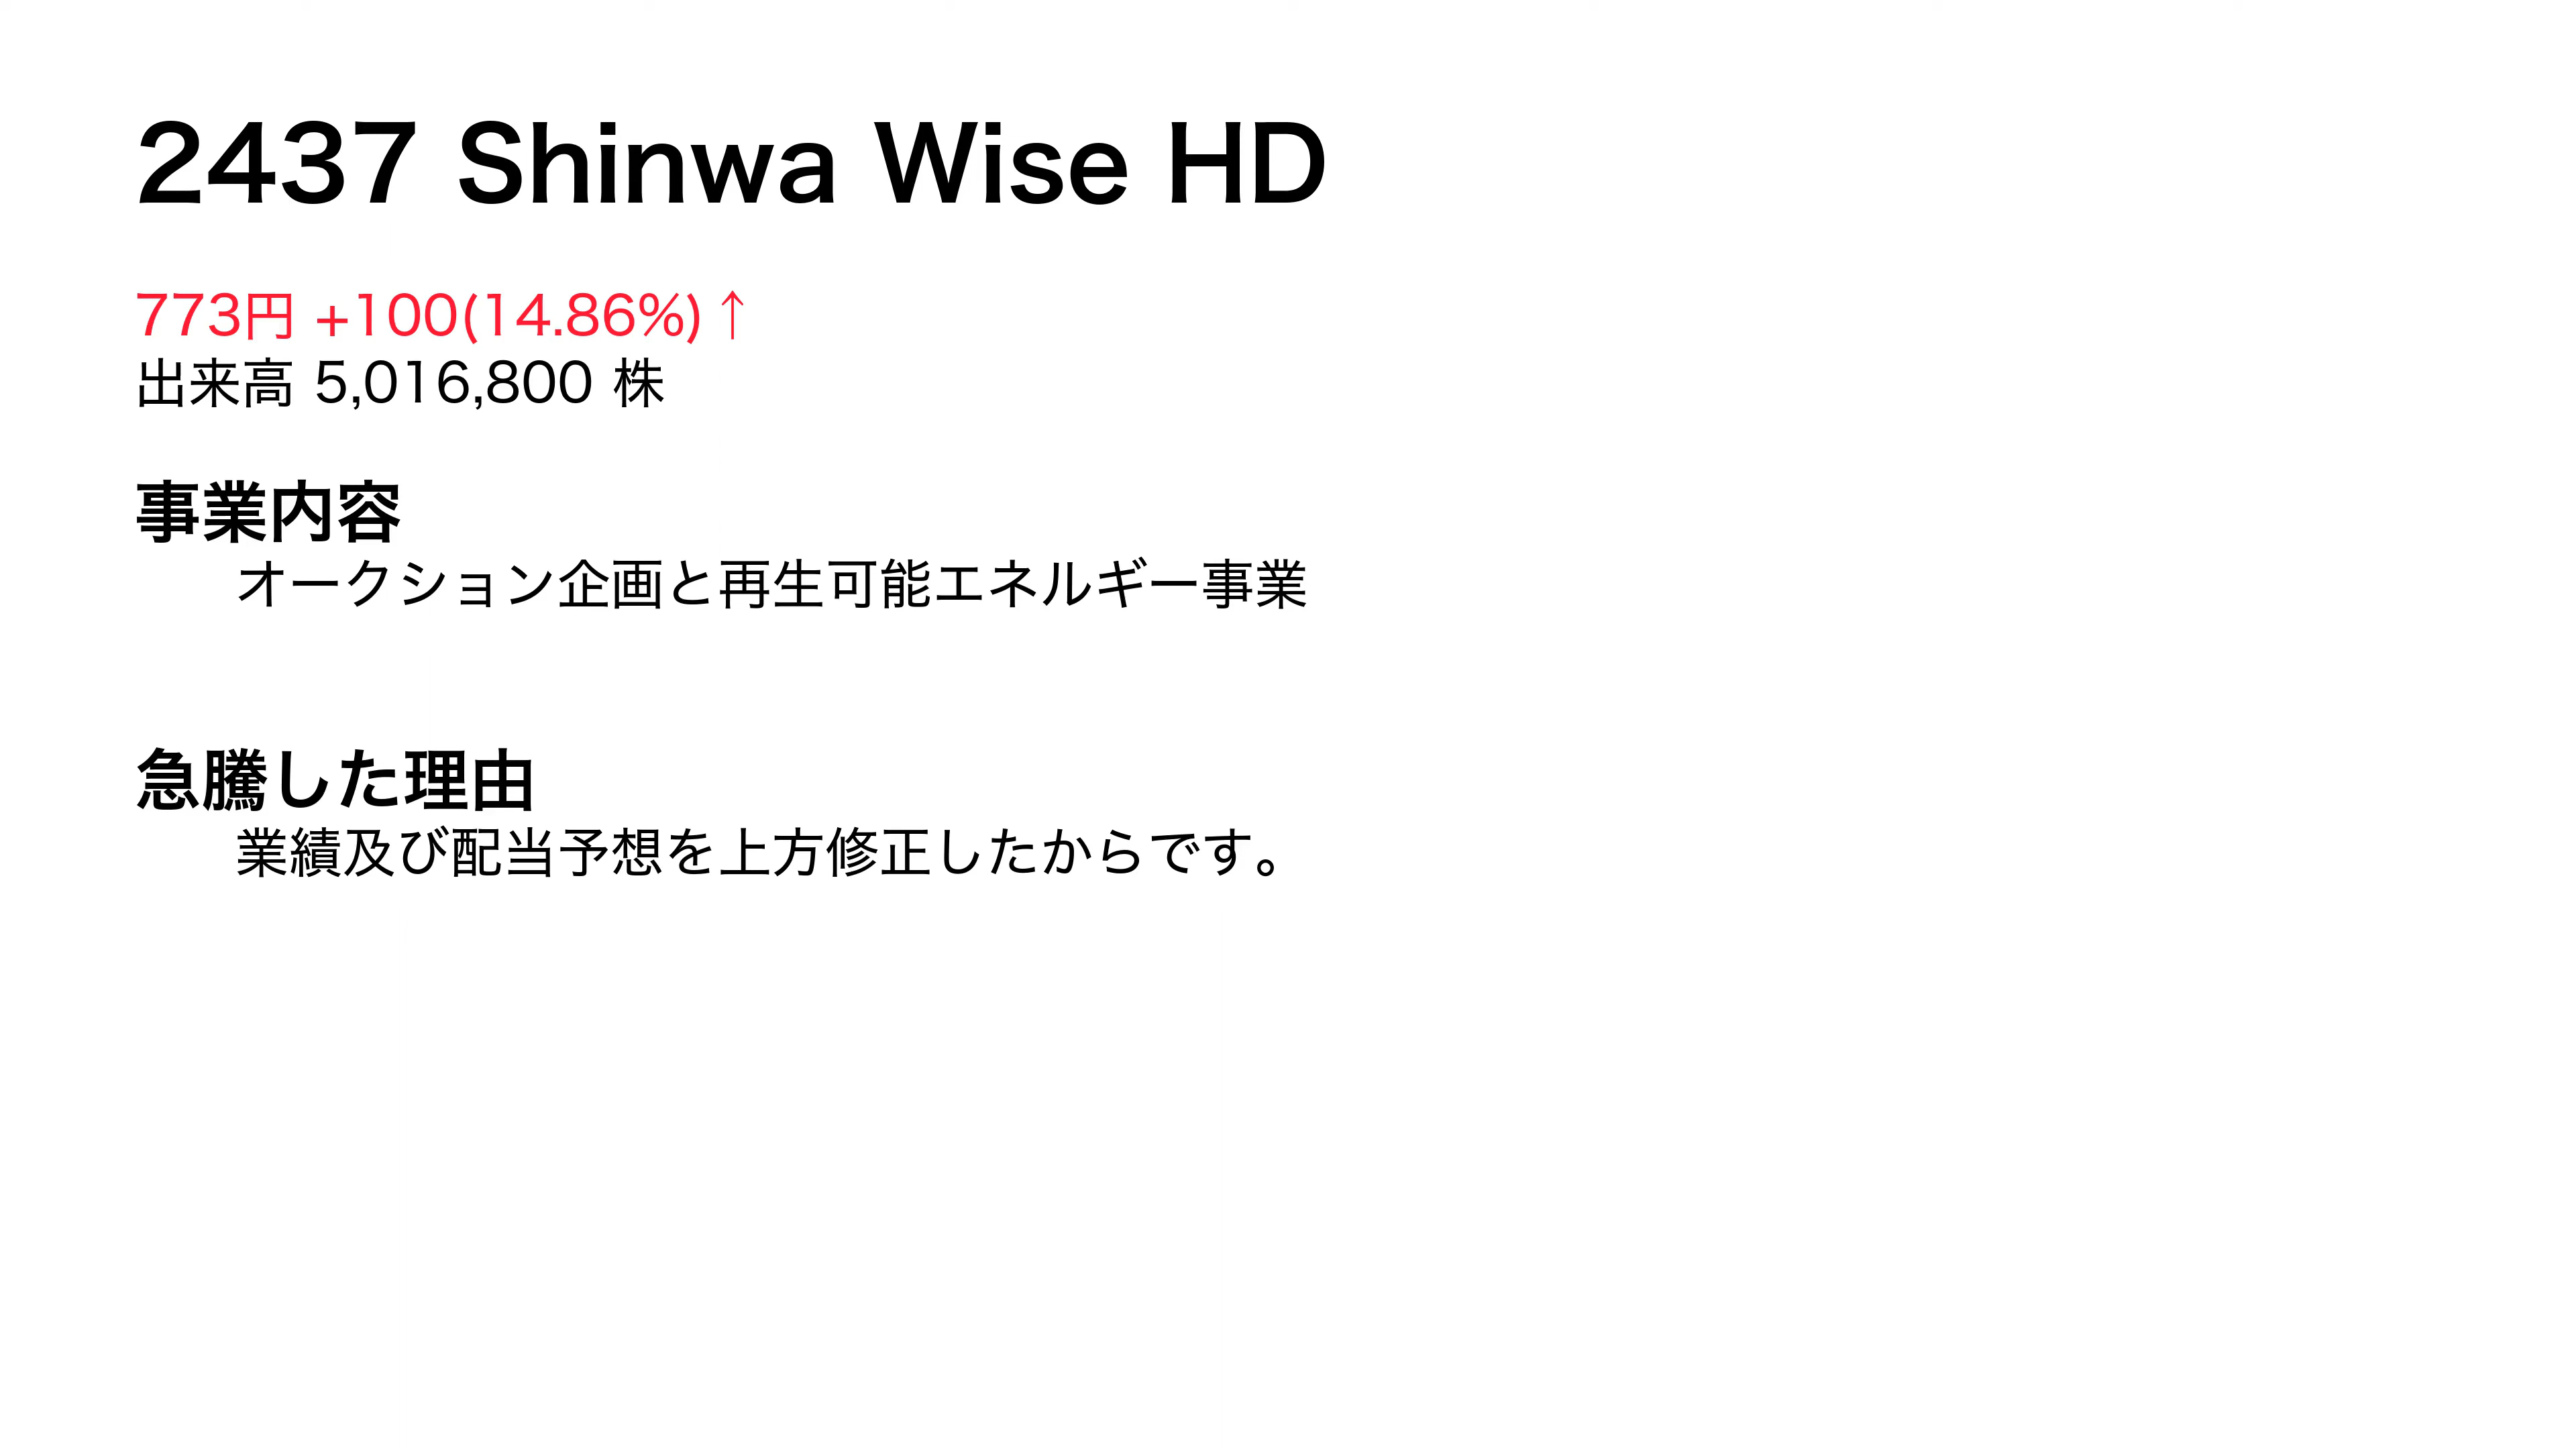 2437 Shinwa Wise HD
773円 +100(14.86%)↑
出来高 5,016,800 株
事業内容
オークション企画と再生可能エネルギー事業
急騰した理由
業績及び配当予想を上方修正したからです。